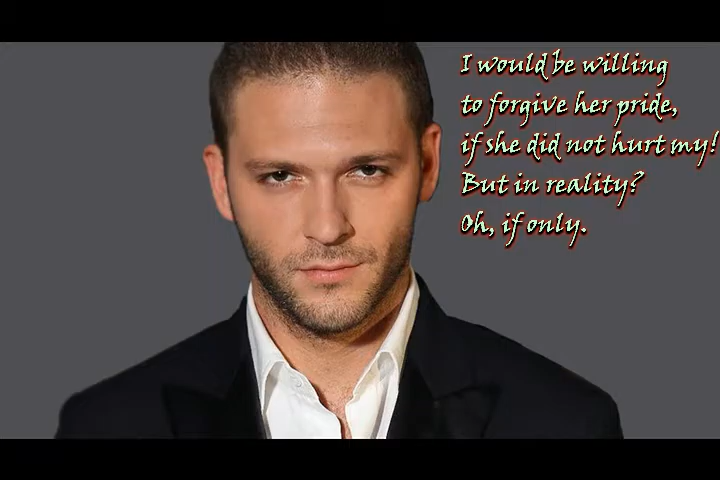 I would be willing
to forgive her pride,
if she did not hurt my!
But in reality?
Oh, if only.